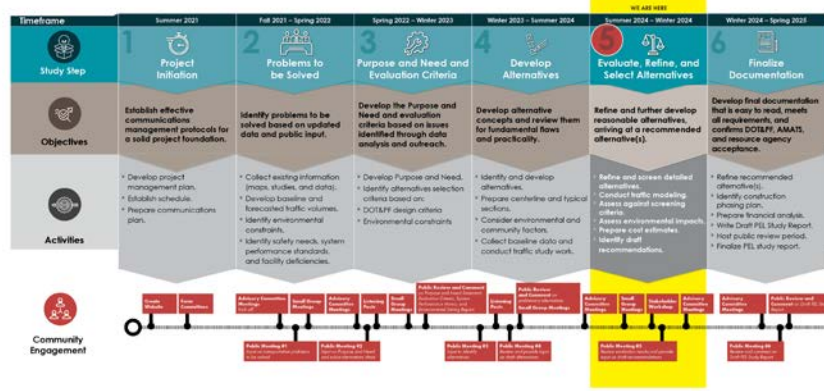 WE ARE HERE
Timeframe
Summer 2021
Fall 2021 – Spring 2022
Spring 2022 – Winter 2023
Winter 2023 – Summer 2024
Summer 2024 – Winter 2024
Winter 2024 – Spring 2025
Study Step
1
Project
Initiation
2
Problems to
be Solved
3
Purpose and Need and
Evaluation Criteria
4
Develop
Alternatives
5
Evaluate, Refine, and
Select Alternatives
6
Finalize
Documentation
Objectives
Establish effective
communications
management protocols for
a solid project foundation.
Identify problems to be
solved based on updated
data and public input.
Develop the Purpose and
Need and evaluation
criteria based on issues
identified through data
analysis and outreach.
Develop alternative
concepts and review them
for fundamental flaws
and practicality.
Refine and further develop
reasonable alternatives,
arriving at a recommended
alternative(s).
Develop final documentation
that is easy to read, meets
all requirements, and
confirms DOT&PF, AMATS,
and resource agency
acceptance.
Activities
Develop project
management plan.
Establish schedule.
Prepare communications
plan.
Collect existing information
(maps, studies, and data).
Develop baseline and
forecasted traffic volumes.
Identify environmental
constraints.
Identify safety needs, system
performance standards,
and facility deficiencies.
Develop Purpose and Need.
Identify alternatives selection
criteria based on:
DOT&PF design criteria
Environmental constraints
Identify and develop
alternatives.
Prepare centerline and typical
sections.
Consider environmental and
community factors.
Collect baseline data and
conduct traffic study work.
Refine and screen detailed
alternatives.
Conduct traffic modeling.
Assess against screening
criteria.
Assess environmental impacts.
Prepare cost estimates.
Identify draft
recommendations.
Refine recommended
alternative(s).
Identify construction
phasing plan.
Prepare financial analysis.
Write Draft PEL Study Report.
Host public review period.
Finalize PEL study report.
Community
Engagement
Create
Website
Form
Committees
Advisory Committee
Meetings
Small Group
Meetings
Advisory
Committee
Meetings
Listening
Posts
Small
Group
Meetings
Public Review and Comment
Listening
Posts
Public Review
and Comment
Small Group Meetings
Advisory
Committee
Meetings
Small
Group
Meetings
Stakeholder
Workshop
Advisory
Committee
Meetings
Advisory
Committee
Meetings
Public Review and
Public Meeting #1
Public Meeting #2
Public Meeting #3
Public Meeting #4
Public Meeting #5
Public Meeting #6